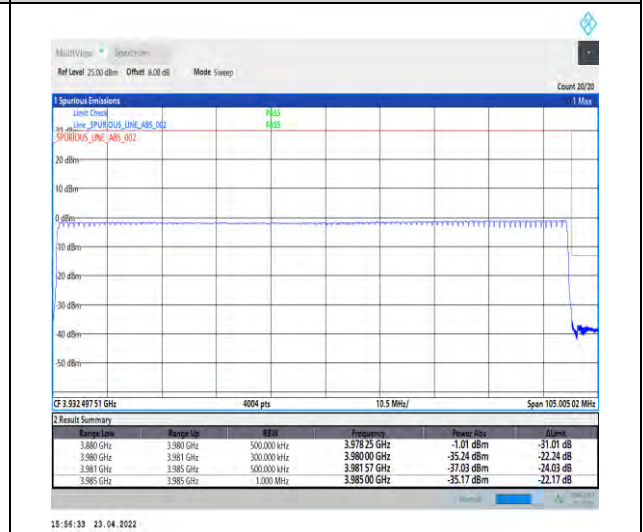 MultiView Spectrum
Ref Level 25.00 dBm Offset 8.08 dB Mode Sweep
Count 20/20
1 Spurious Emissions 1 Max
Limit Check PASS
Line _SPURIOUS_LINE_ABS_002 PASS
_SPURIOUS_LINE_ABS_002
20 dBm
10 dBm
0 dBm
-10 dBm
-20 dBm
-30 dBm
-40 dBm
-50 dBm
CF 3.932 497 51 GHz 4004 pts 10.5 MHz/ Span 105.005 02 MHz
2 Result Summary
Range Low Range Up RBW Frequency Power Abs ΔLimit
3.880 GHz 3.980 GHz 500.000 kHz 3.978 25 GHz -1.01 dBm -31.01 dB
3.980 GHz 3.981 GHz 300.000 kHz 3.980 00 GHz -35.24 dBm -22.24 dB
3.981 GHz 3.985 GHz 500.000 kHz 3.981 57 GHz -37.03 dBm -24.03 dB
3.985 GHz 3.985 GHz 1.000 MHz 3.985 00 GHz -35.17 dBm -22.17 dB
15:56:33 23.04.2022